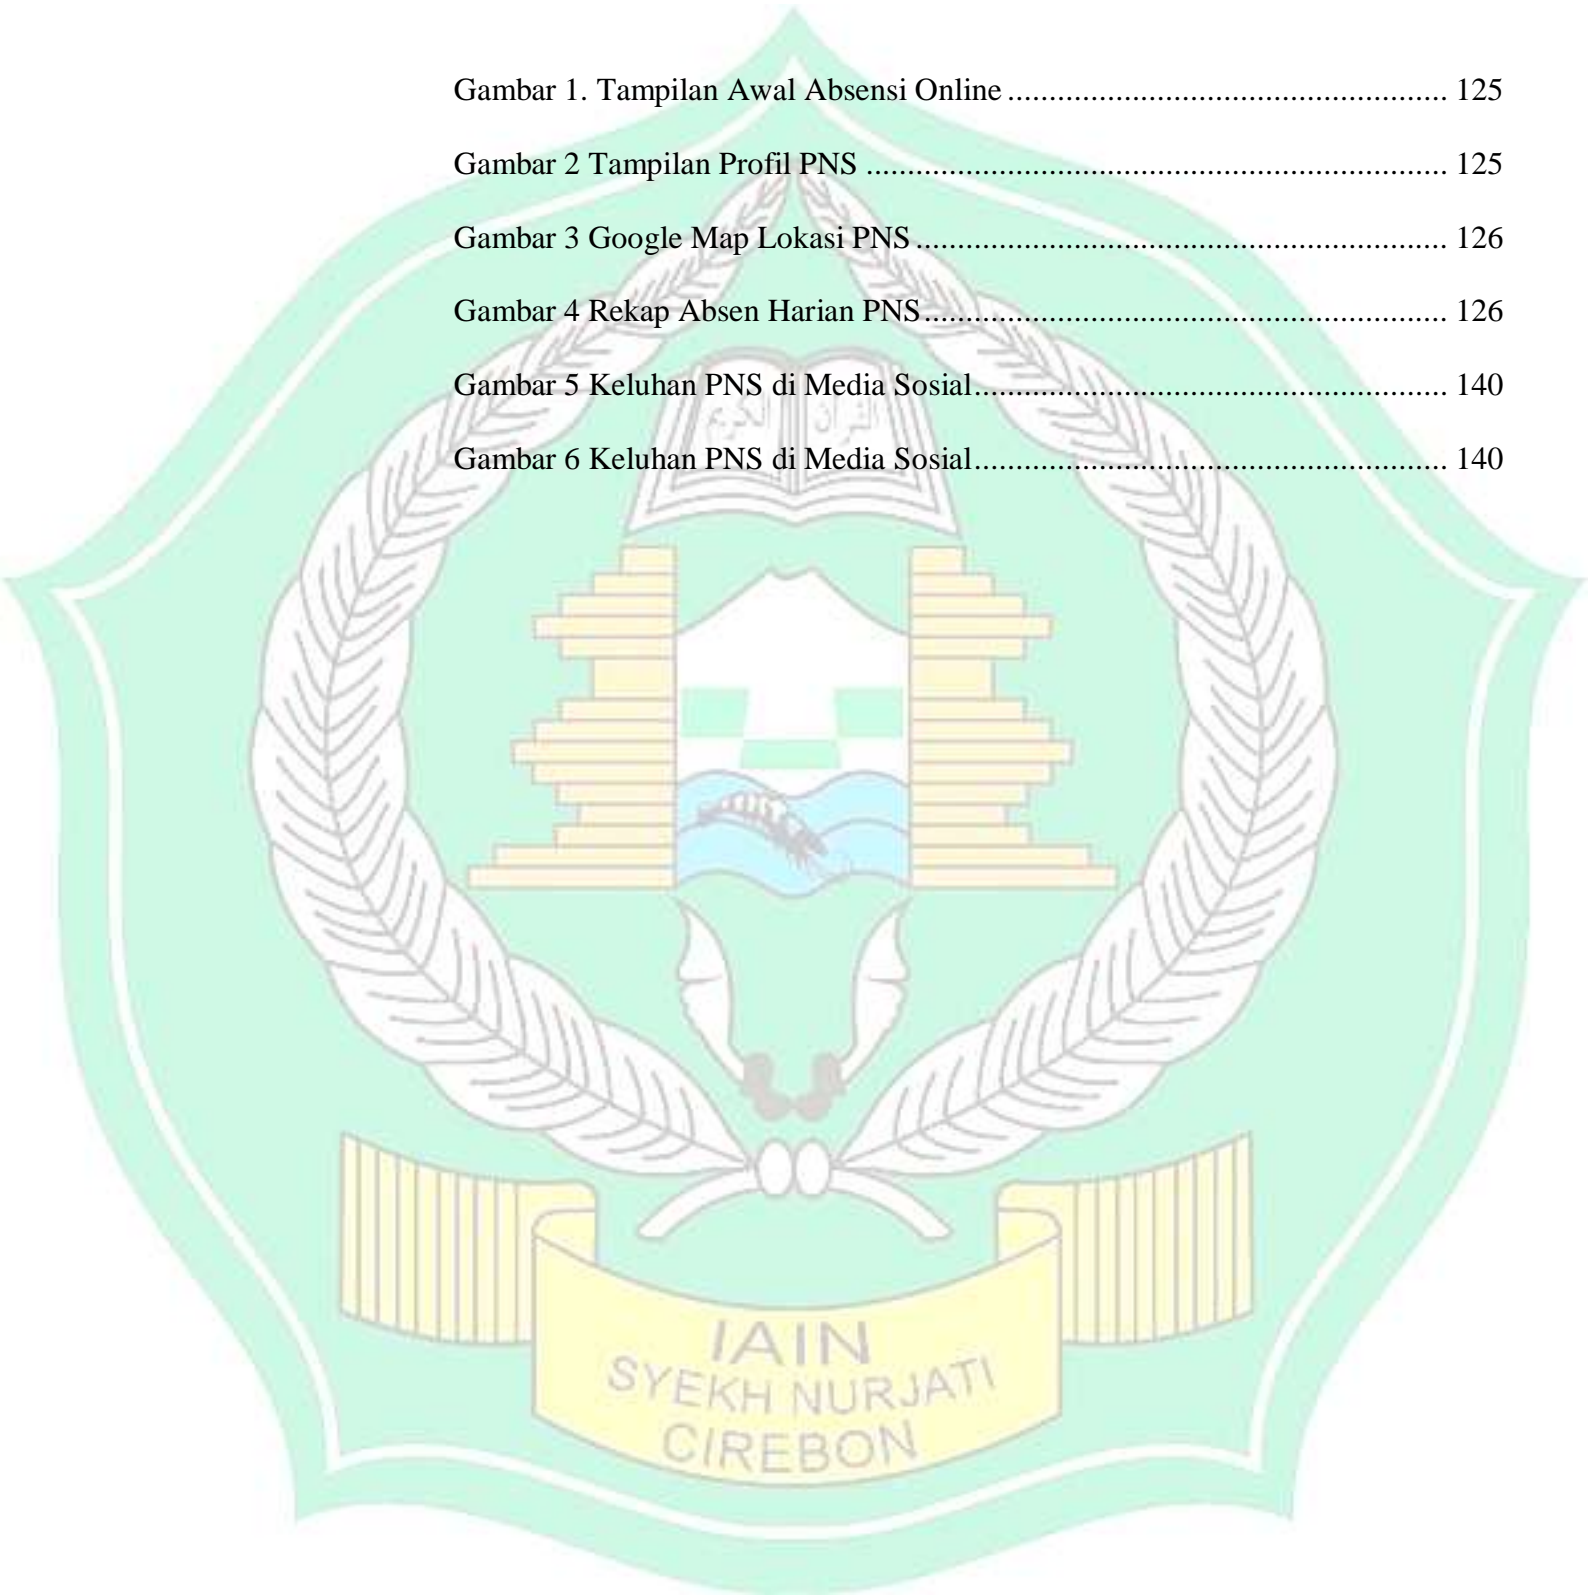 Gambar 1. Tampilan Awal Absensi Online ....................................................... 125
Gambar 2 Tampilan Profil PNS ......................................................................... 125
Gambar 3 Google Map Lokasi PNS ................................................................... 126
Gambar 4 Rekap Absen Harian PNS .................................................................. 126
Gambar 5 Keluhan PNS di Media Sosial ............................................................ 140
Gambar 6 Keluhan PNS di Media Sosial ............................................................ 140
القرآن الكريم
IAIN
SYEKH NURJATI
CIREBON